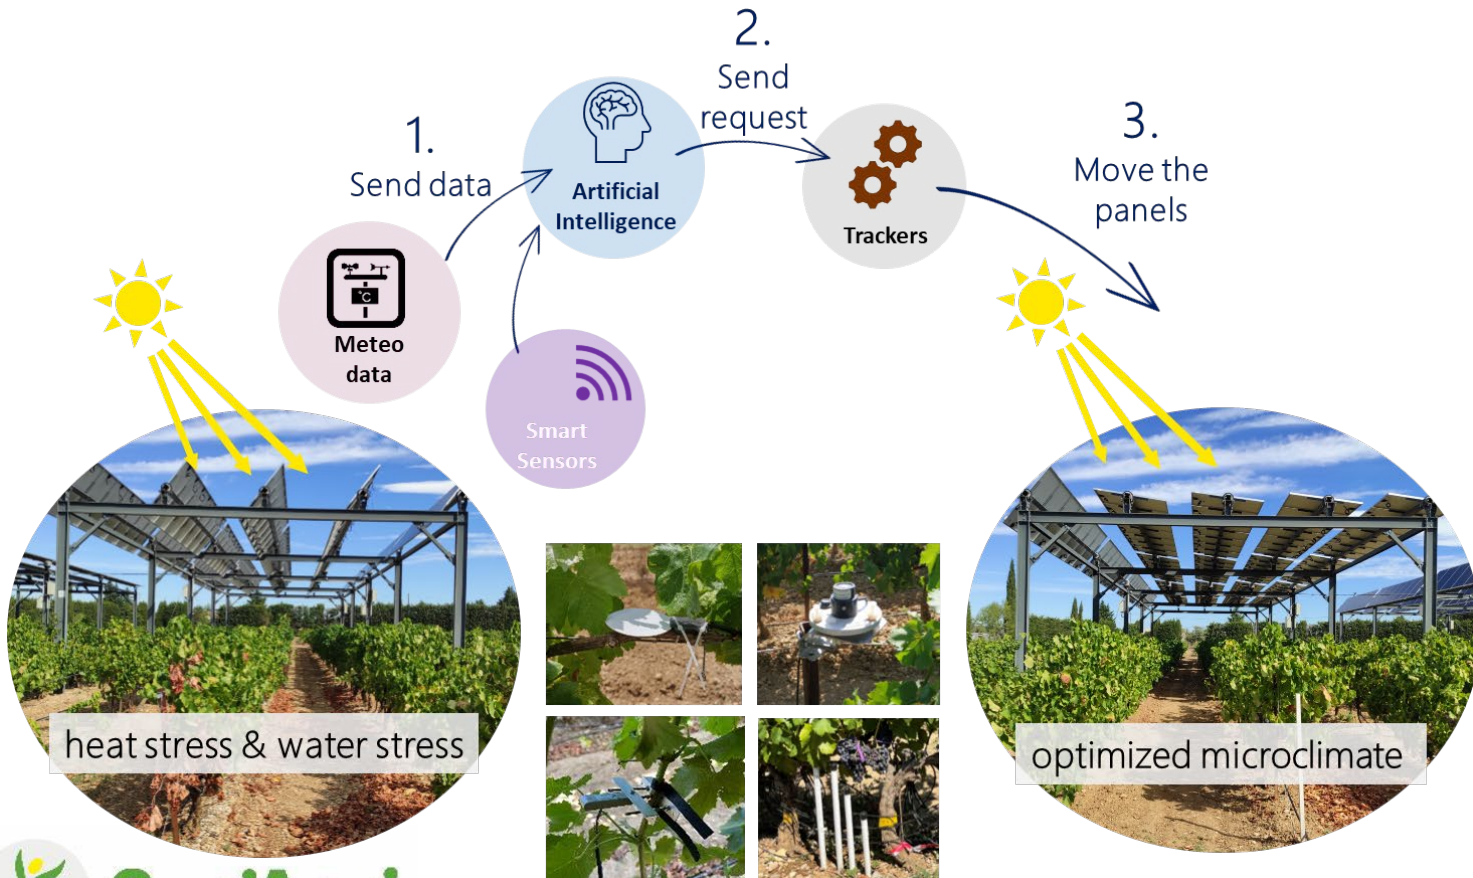 1.
Send data
2.
Send
request
3.
Move the
panels
Artificial
Intelligence
Trackers
°C
Meteo
data
Smart
Sensors
heat stress & water stress
optimized microclimate